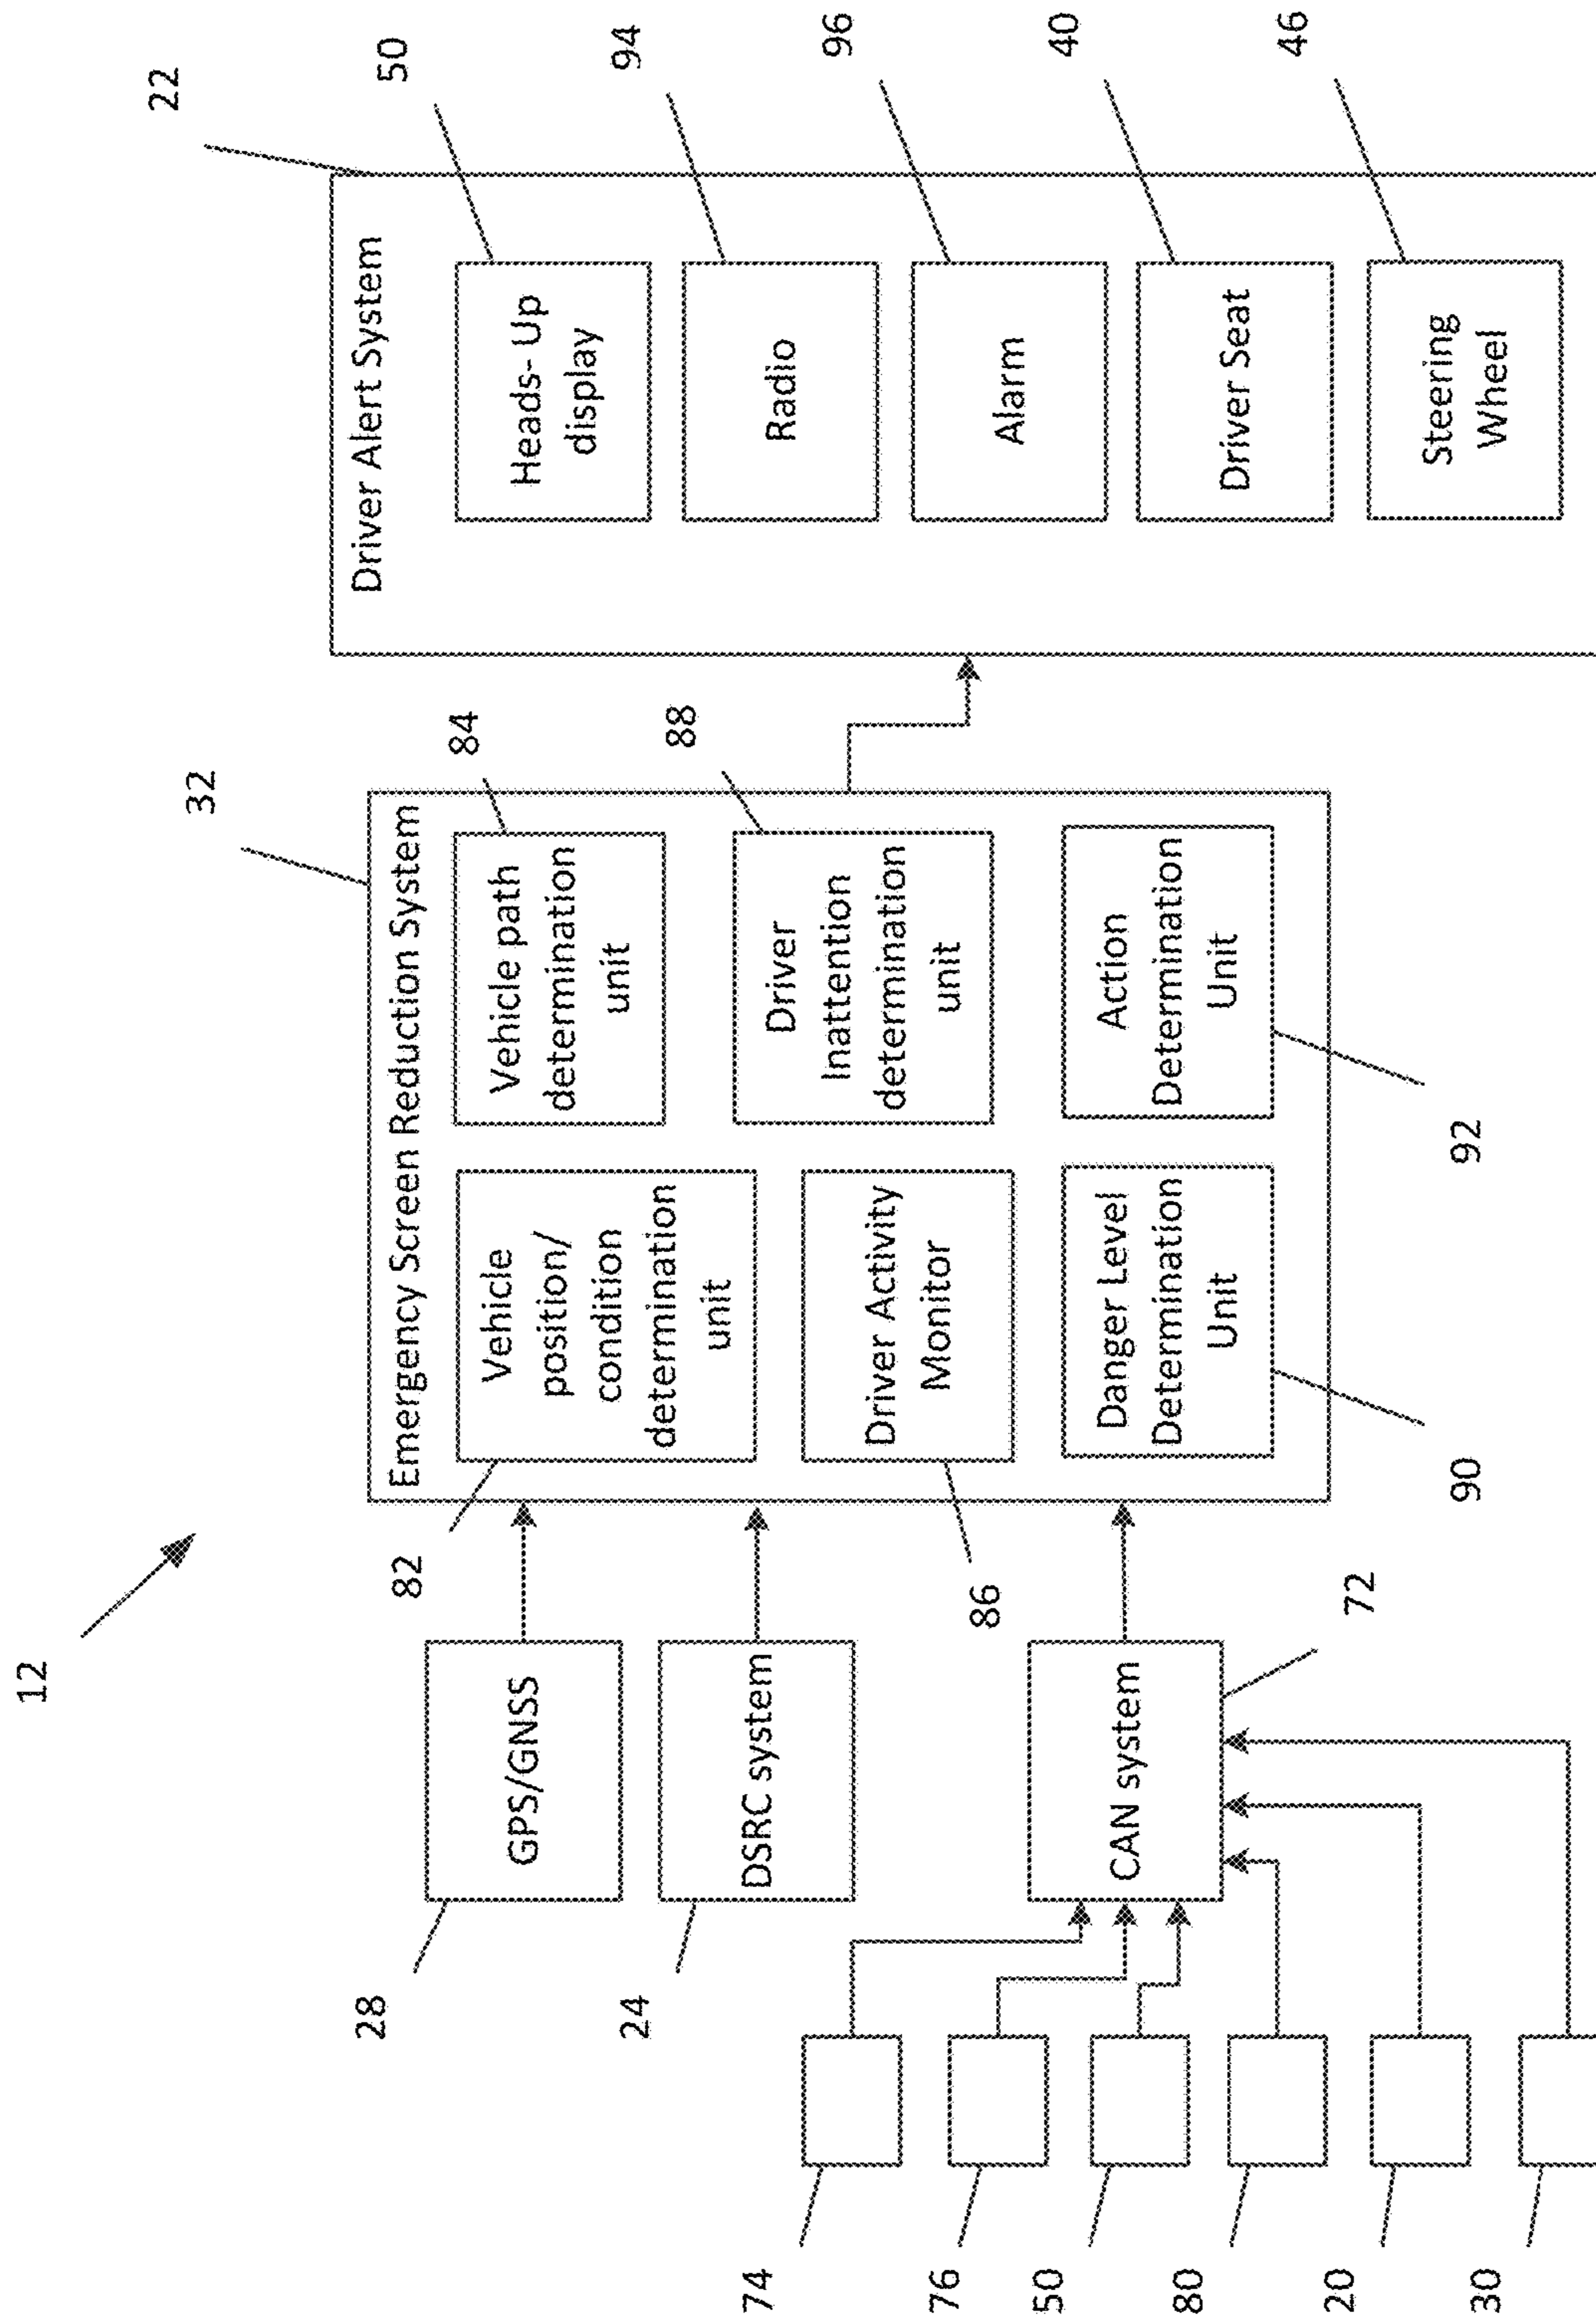 12
28
GPS/GNSS
24
DSRC system
72
CAN system
74
76
50
80
20
30
32
Emergency Screen Reduction System
82
Vehicle
position/
condition
determination
unit
84
Vehicle path
determination
unit
86
Driver Activity
Monitor
88
Driver
Inattention
determination
unit
90
Danger Level
Determination
Unit
92
Action
Determination
Unit
22
Driver Alert System
50
Heads- Up
display
94
Radio
96
Alarm
40
Driver Seat
46
Steering
Wheel